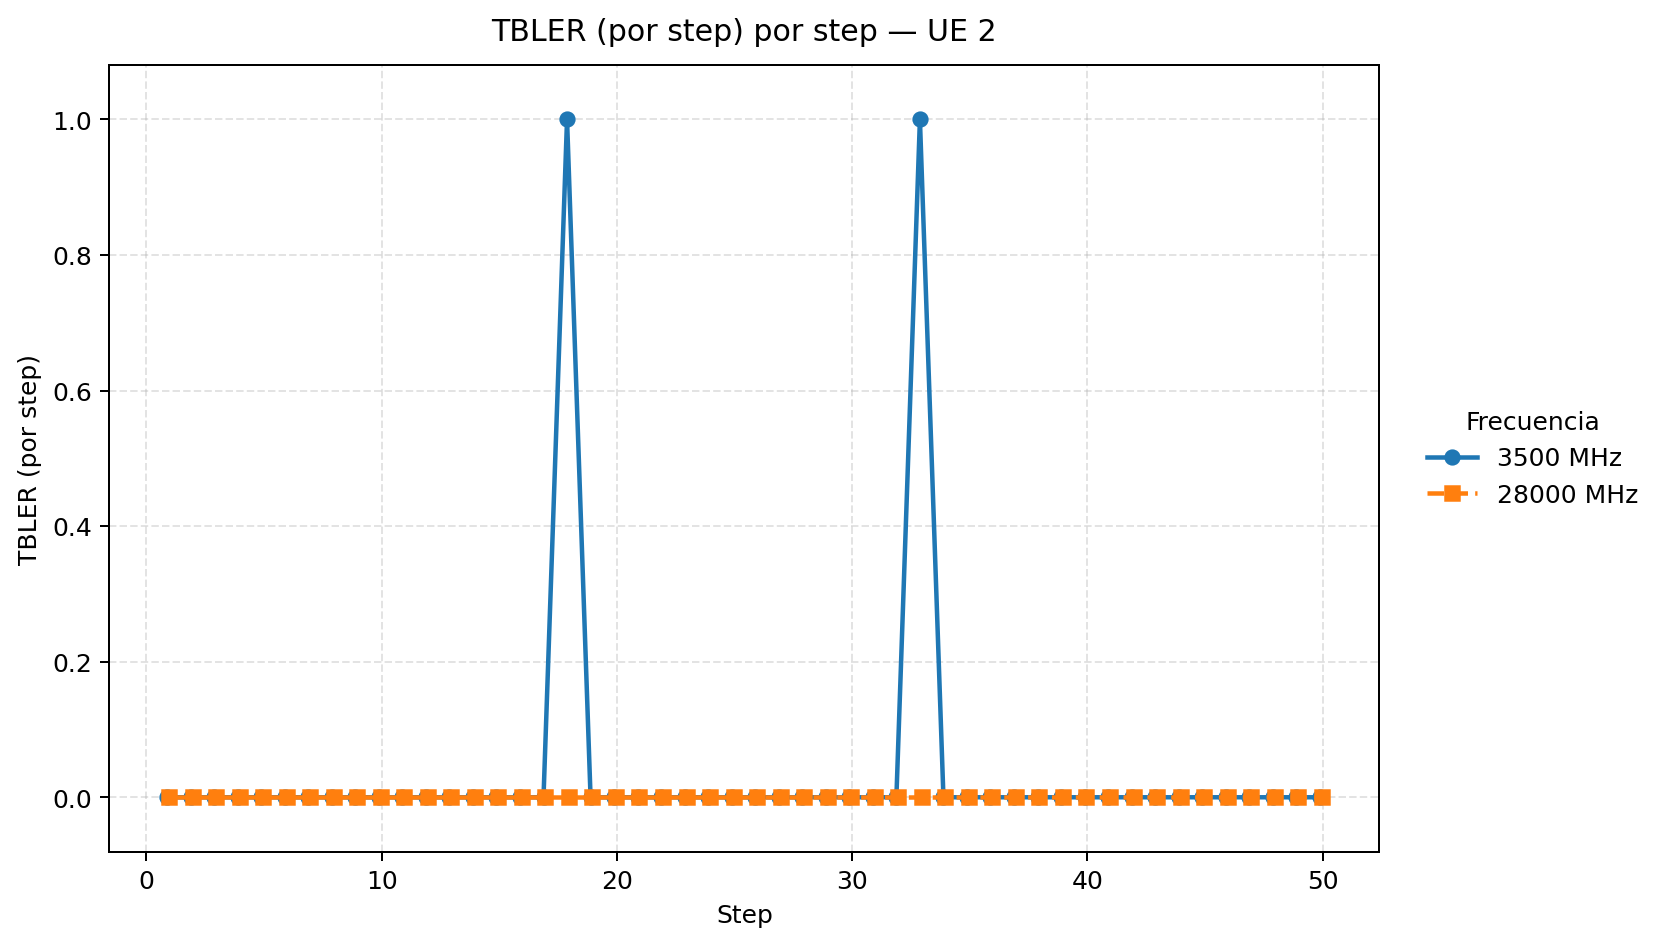 TBLER (por step) por step — UE 2
TBLER (por step)
1.0
0.8
0.6
0.4
0.2
0.0
0 10 20 30 40 50
Step
Frecuencia
3500 MHz
28000 MHz